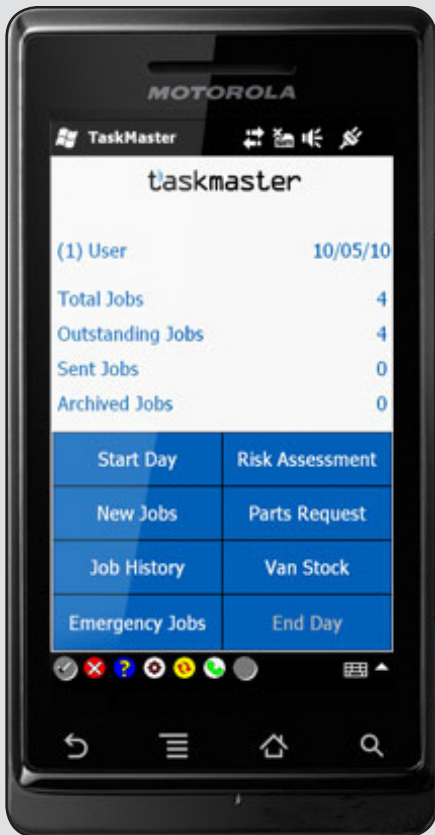 MOTOROLA
TaskMaster
taskmaster
(1) User 10/05/10
Total Jobs 4
Outstanding Jobs 4
Sent Jobs 0
Archived Jobs 0
Start Day Risk Assessment
New Jobs Parts Request
Job History Van Stock
Emergency Jobs End Day